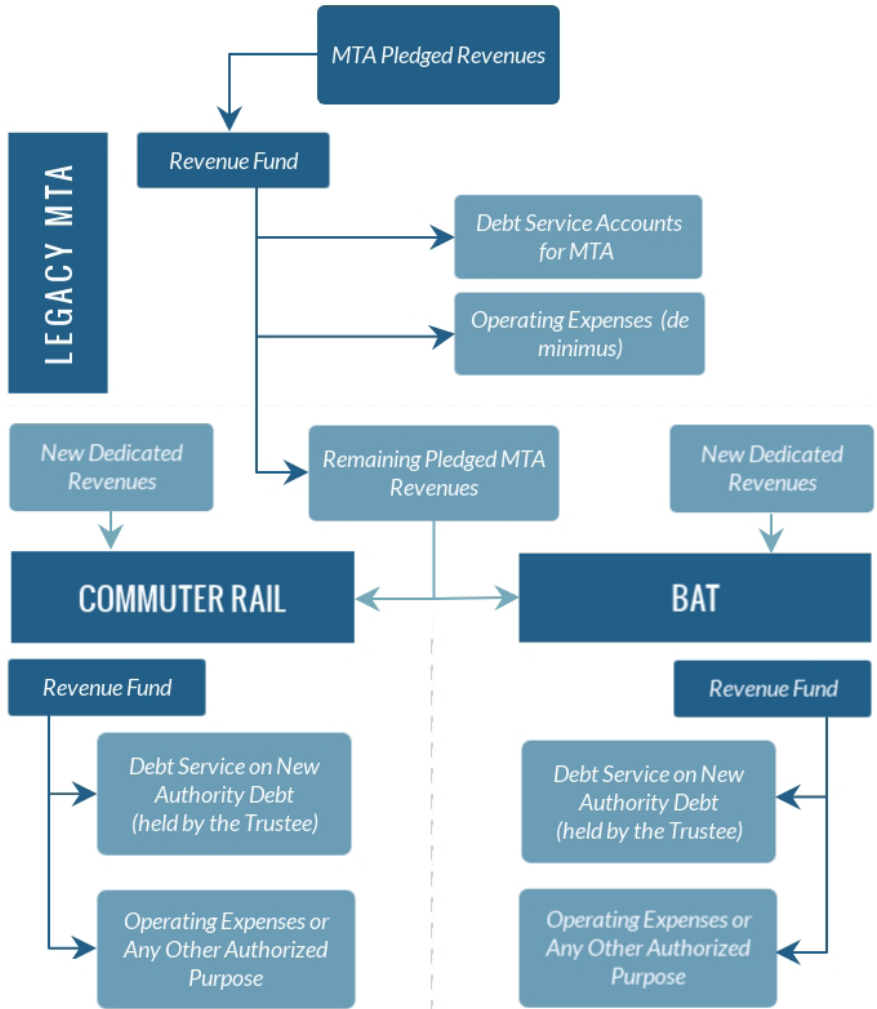 MTA Pledged Revenues
LEGACY MTA
Revenue Fund
Debt Service Accounts
for MTA
Operating Expenses (de
minimus)
New Dedicated
Revenues
Remaining Pledged MTA
Revenues
New Dedicated
Revenues
COMMUTER RAIL
BAT
Revenue Fund
Debt Service on New
Authority Debt
(held by the Trustee)
Operating Expenses or
Any Other Authorized
Purpose
Revenue Fund
Debt Service on New
Authority Debt
(held by the Trustee)
Operating Expenses or
Any Other Authorized
Purpose